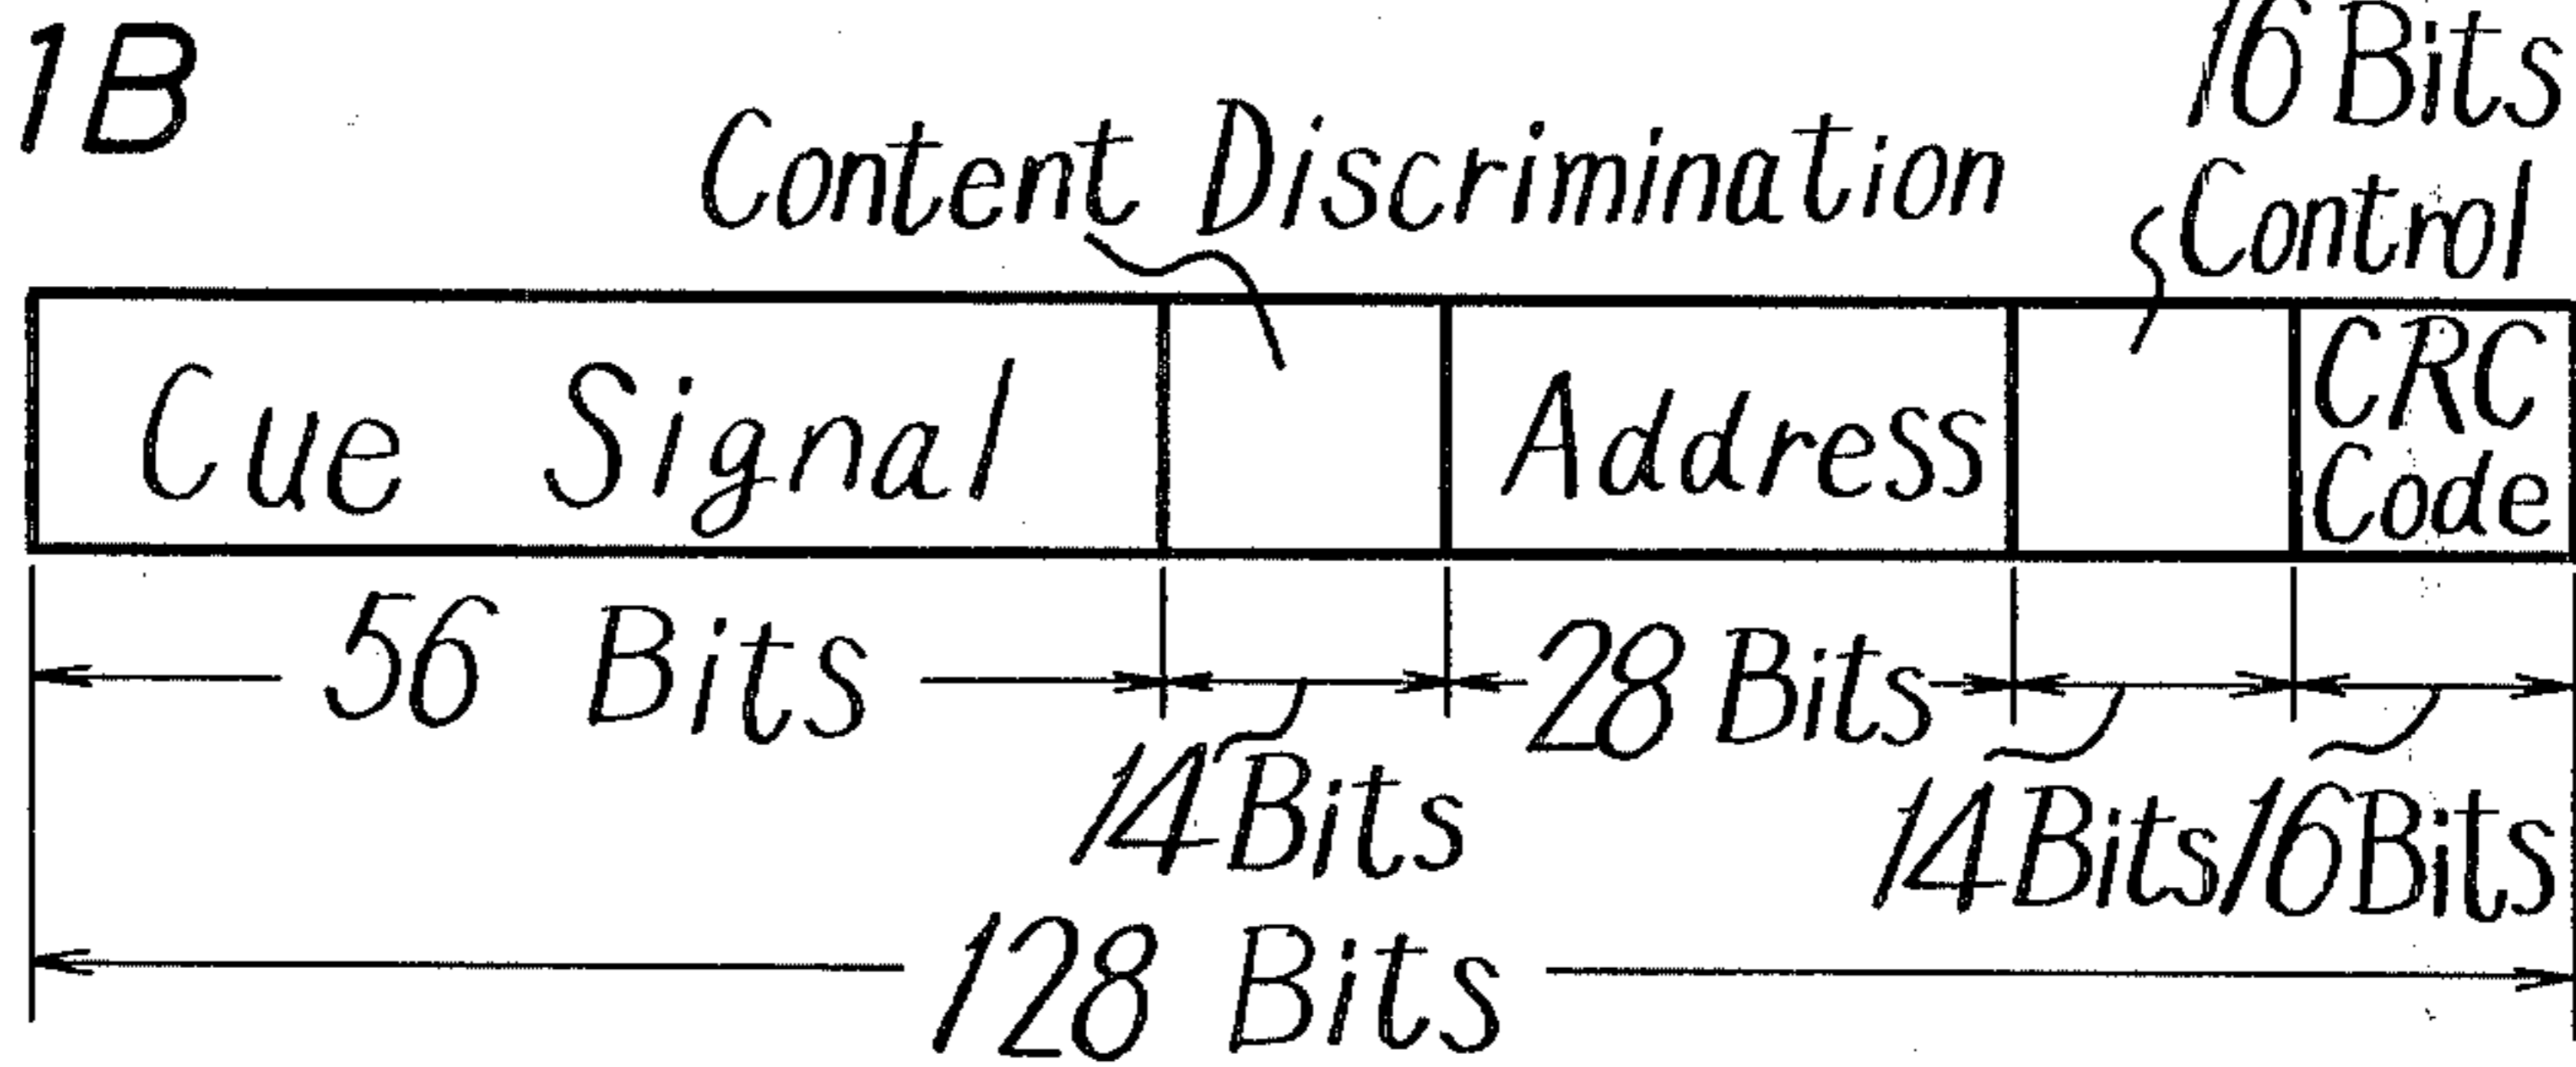 1B
16 Bits
Content Discrimination
Control
Cue Signal
Address
CRC
Code
56 Bits
28 Bits
14 Bits
14 Bits
16 Bits
128 Bits